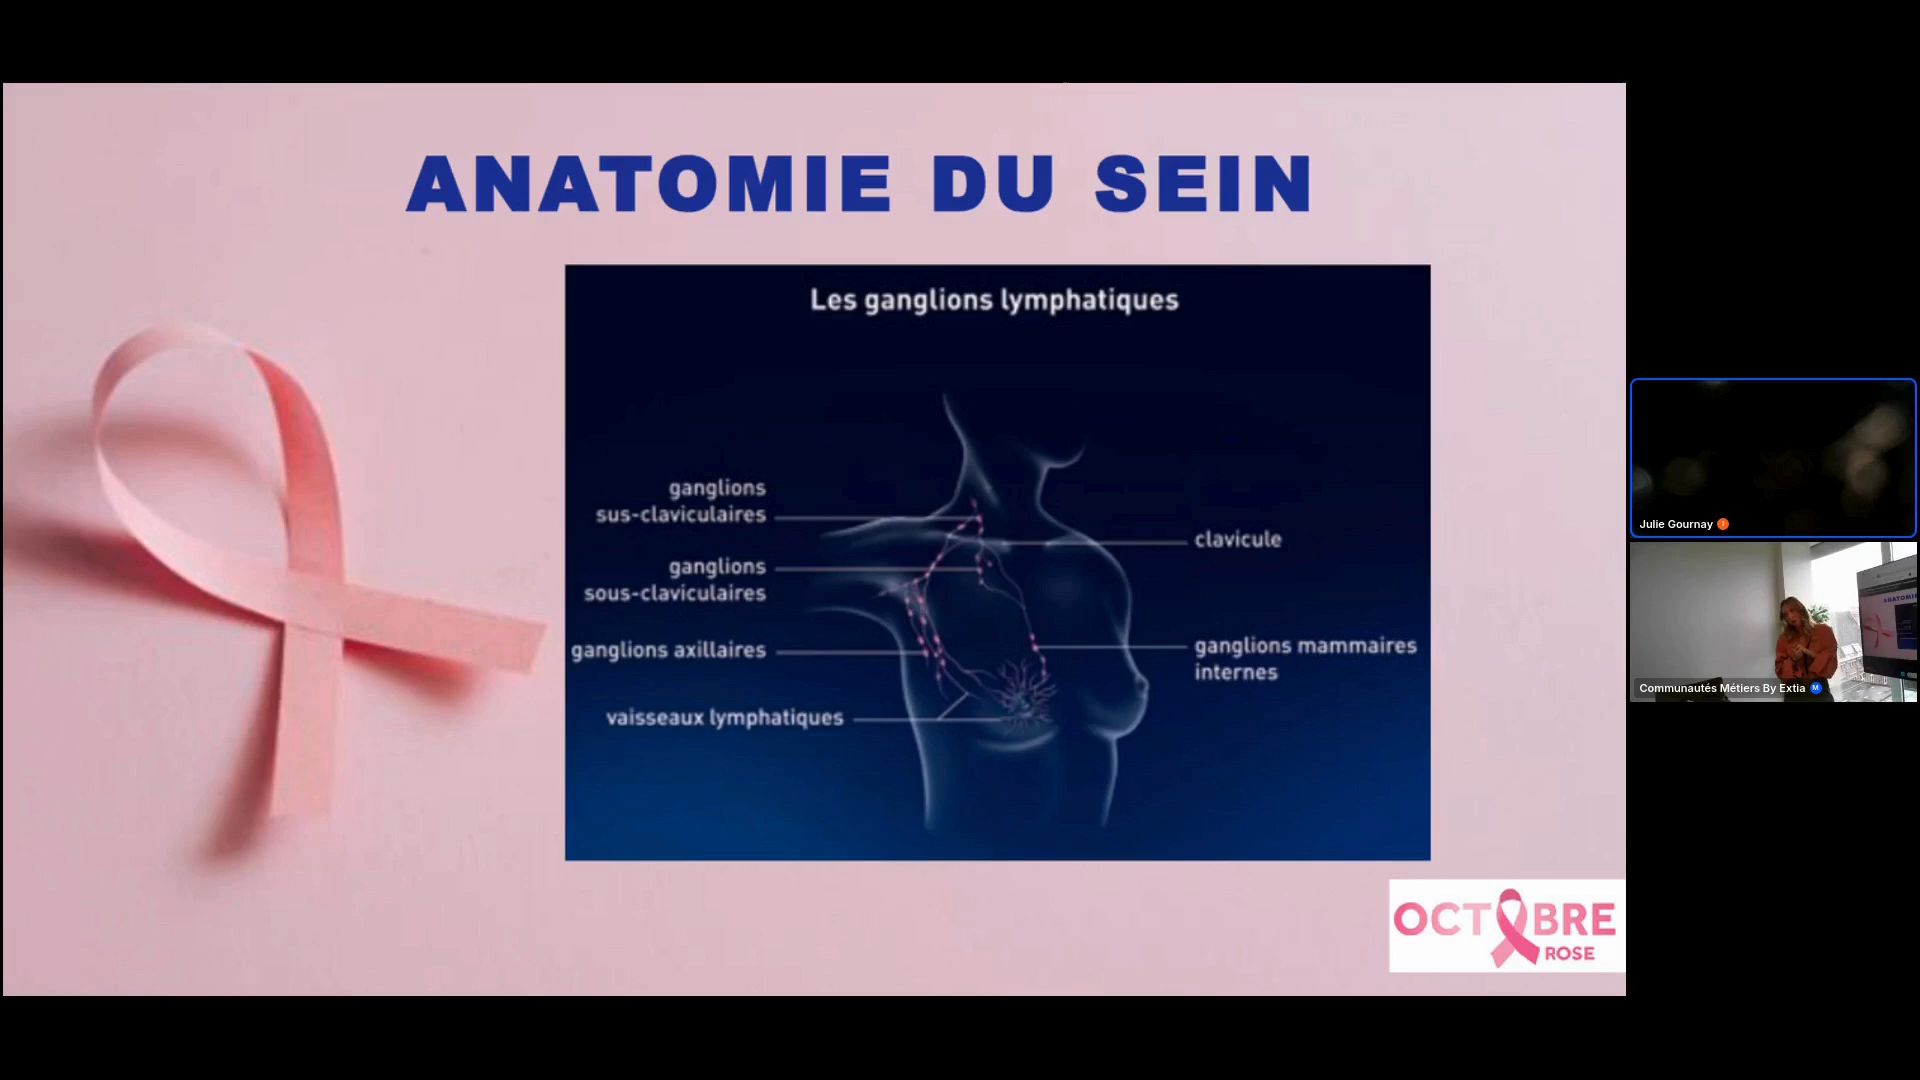 ANATOMIE DU SEIN
Les ganglions lymphatiques
ganglions
sus-claviculaires
ganglions
sous-claviculaires
ganglions axillaires
vaisseaux lymphatiques
clavicule
ganglions mammaires
internes
OCTOBRE
ROSE
Julie Gournay
Communautés Métiers By Extia
M
ANATOMIE